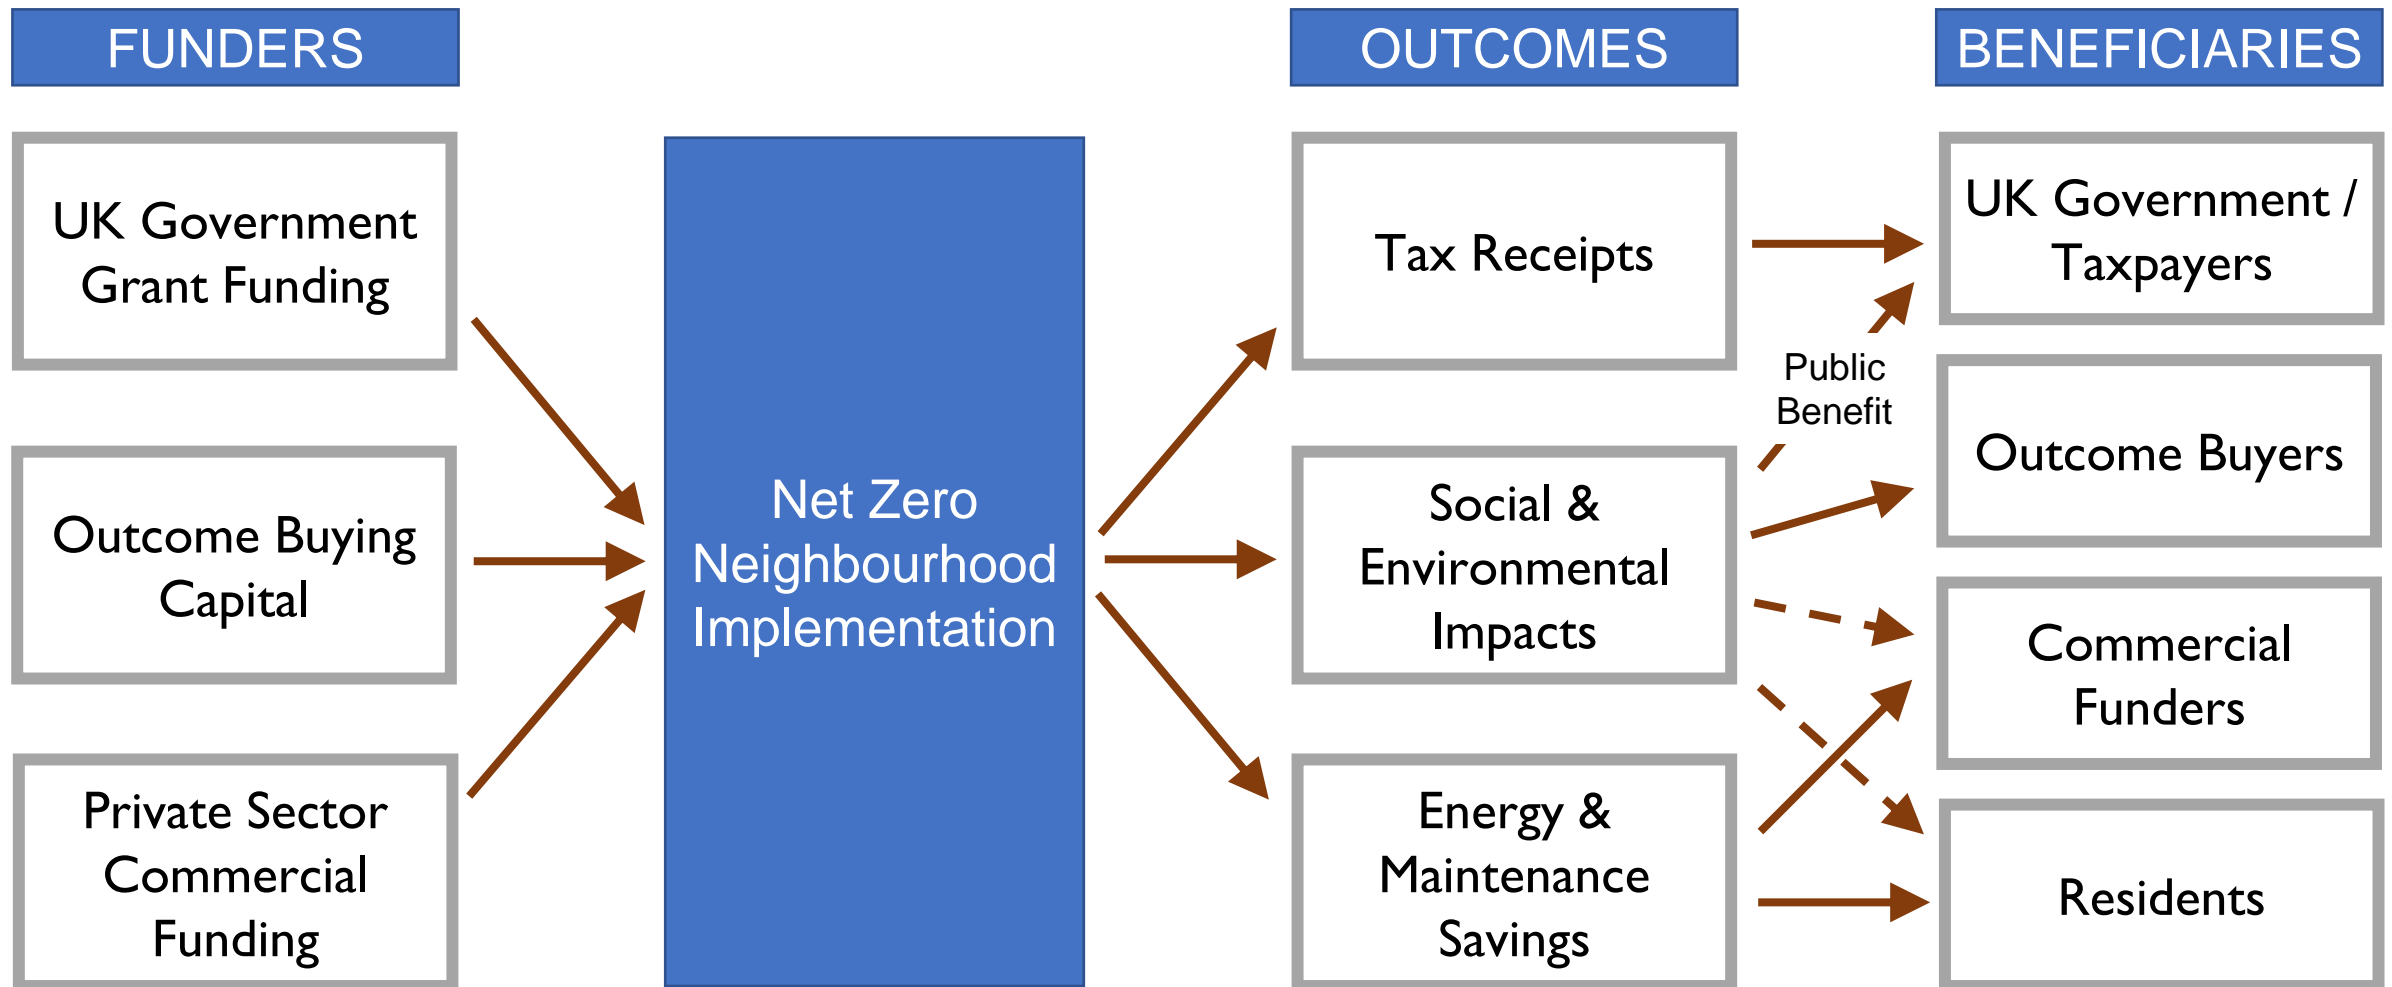 FUNDERS
OUTCOMES
BENEFICIARIES
UK Government
Grant Funding
Outcome Buying
Capital
Private Sector
Commercial
Funding
Net Zero
Neighbourhood
Implementation
Tax Receipts
Social &
Environmental
Impacts
Energy &
Maintenance
Savings
Public
Benefit
UK Government /
Taxpayers
Outcome Buyers
Commercial
Funders
Residents